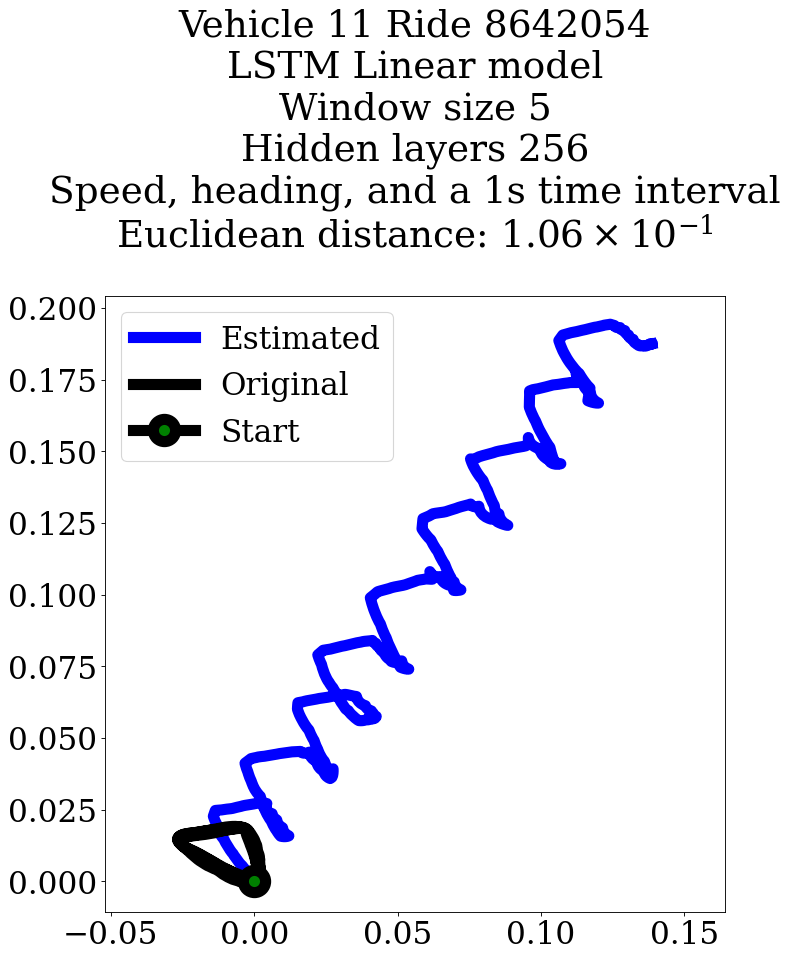 Vehicle 11 Ride 8642054
LSTM Linear model
Window size 5
Hidden layers 256
Speed, heading, and a 1s time interval
Euclidean distance: 1.06 × 10⁻¹
Estimated
Original
Start
0.200
0.175
0.150
0.125
0.100
0.075
0.050
0.025
0.000
−0.05 0.00 0.05 0.10 0.15